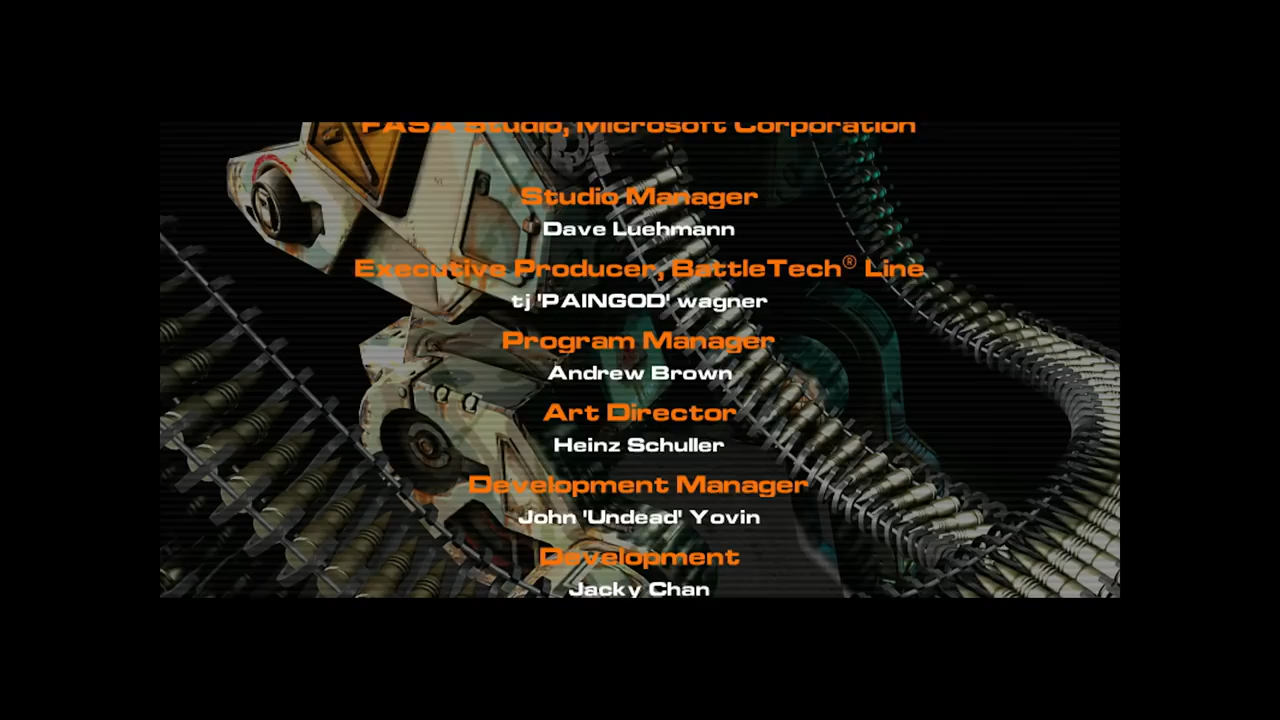 FASA Studio, Microsoft Corporation
Studio Manager
Dave Luehmann
Executive Producer, BattleTech® Line
tj 'PAINGOD' wagner
Program Manager
Andrew Brown
Art Director
Heinz Schuller
Development Manager
John 'Undead' Yovin
Development
Jacky Chan